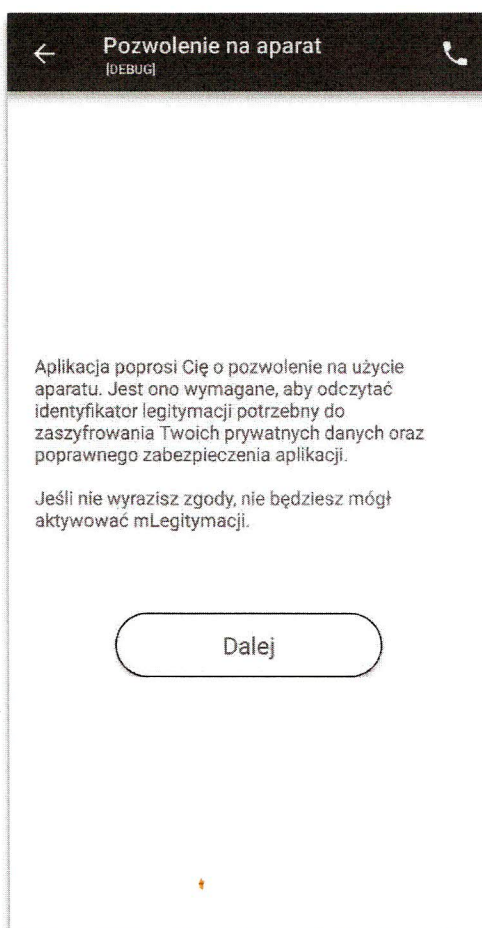 Pozwolenie na aparat
[DEBUG]
Aplikacja poprosi Cię o pozwolenie na użycie
aparatu. Jest ono wymagane, aby odczytać
identyfikator legitymacji potrzebny do
zaszyfrowania Twoich prywatnych danych oraz
poprawnego zabezpieczenia aplikacji.
Jeśli nie wyrazisz zgody, nie będziesz mógł
aktywować mLegitymacji.
Dalej